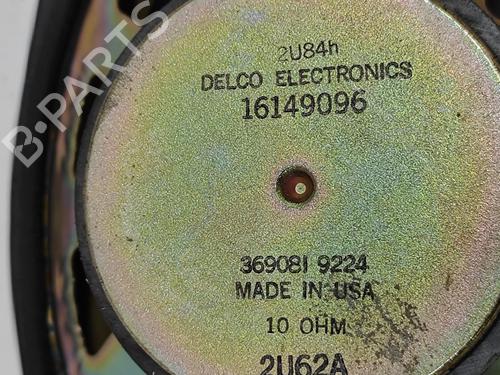 2U84h
DELCO ELECTRONICS
16149096
369081 9224
MADE IN USA
10 OHM
2U62A
B-PARTS